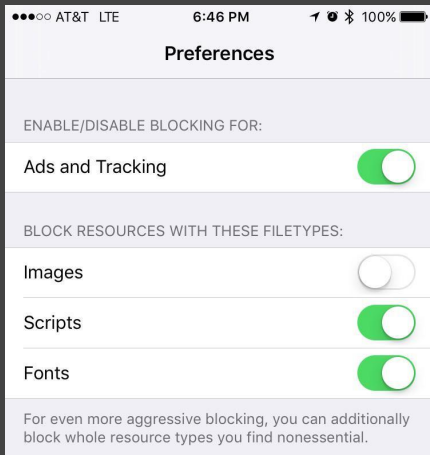 AT&T LTE 6:46 PM 100%
Preferences
ENABLE/DISABLE BLOCKING FOR:
Ads and Tracking
BLOCK RESOURCES WITH THESE FILETYPES:
Images
Scripts
Fonts
For even more aggressive blocking, you can additionally
block whole resource types you find nonessential.